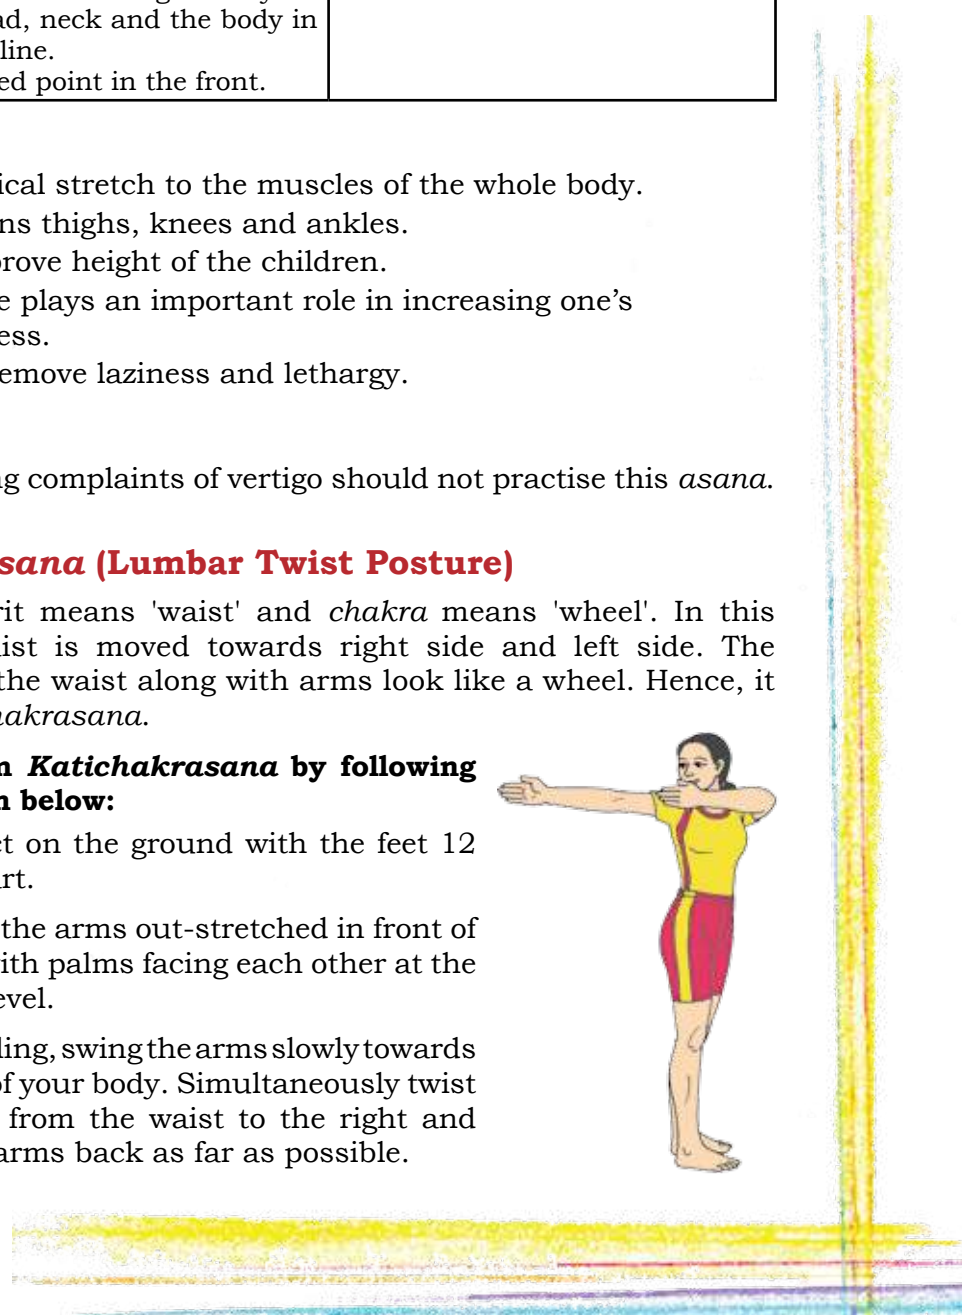 ad, neck and the body in
line.
ed point in the front.
ical stretch to the muscles of the whole body.
ns thighs, knees and ankles.
rove height of the children.
e plays an important role in increasing one’s
ess.
emove laziness and lethargy.
ng complaints of vertigo should not practise this asana.
sana (Lumbar Twist Posture)
rit means 'waist' and chakra means 'wheel'. In this
ist is moved towards right side and left side. The
the waist along with arms look like a wheel. Hence, it
hakrasana.
n Katichakrasana by following
n below:
ct on the ground with the feet 12
rt.
the arms out-stretched in front of
ith palms facing each other at the
evel.
ling, swing the arms slowly towards
of your body. Simultaneously twist
from the waist to the right and
arms back as far as possible.